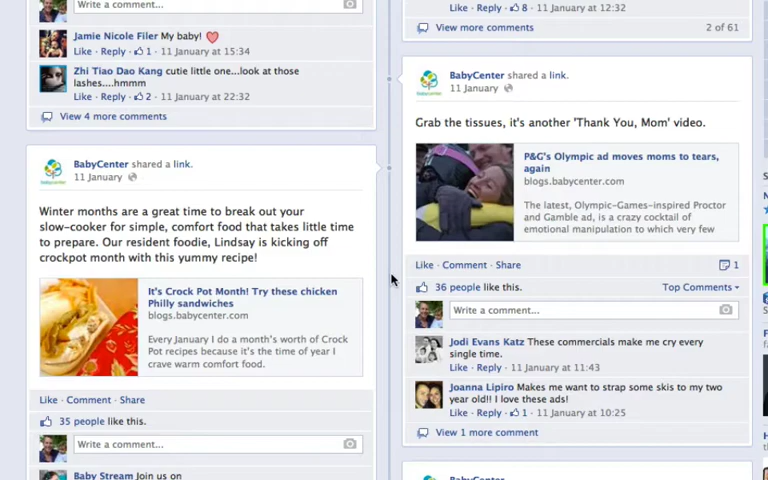 Write a comment...
Jamie Nicole Filer My baby!
Like · Reply · 1 · 11 January at 15:34
Zhi Tiao Dao Kang cutie little one...look at those
lashes....hmmm
Like · Reply · 2 · 11 January at 22:32
View 4 more comments
BabyCenter shared a link.
11 January
Winter months are a great time to break out your
slow-cooker for simple, comfort food that takes little time
to prepare. Our resident foodie, Lindsay is kicking off
crockpot month with this yummy recipe!
It's Crock Pot Month! Try these chicken
Philly sandwiches
blogs.babycenter.com
Every January I do a month's worth of Crock
Pot recipes because it's the time of year I
crave warm comfort food.
Like · Comment · Share
35 people like this.
Write a comment...
Baby Stream Join us on
Like · Reply · 8 · 11 January at 12:32
View more comments
2 of 61
BabyCenter shared a link.
11 January
Grab the tissues, it's another 'Thank You, Mom' video.
P&G's Olympic ad moves moms to tears,
again
blogs.babycenter.com
The latest, Olympic-Games-inspired Proctor
and Gamble ad, is a crazy cocktail of
emotional manipulation to which very few
Like · Comment · Share
1
36 people like this.
Top Comments
Write a comment...
Jodi Evans Katz These commercials make me cry every
single time.
Like · Reply · 11 January at 11:43
Joanna Lipiro Makes me want to strap some skis to my two
year old!! I love these ads!
Like · Reply · 1 · 11 January at 10:25
View 1 more comment
BabyCenter